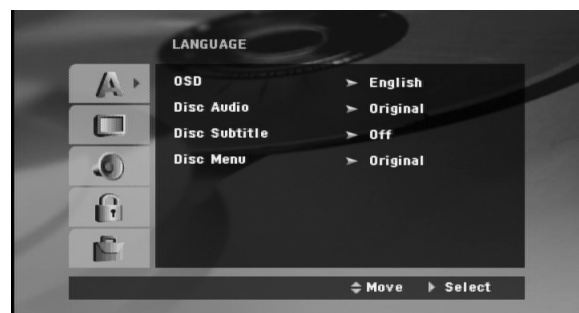 LANGUAGE
OSD ➢ English
Disc Audio ➢ Original
Disc Subtitle ➢ Off
Disc Menu ➢ Original
Move Select